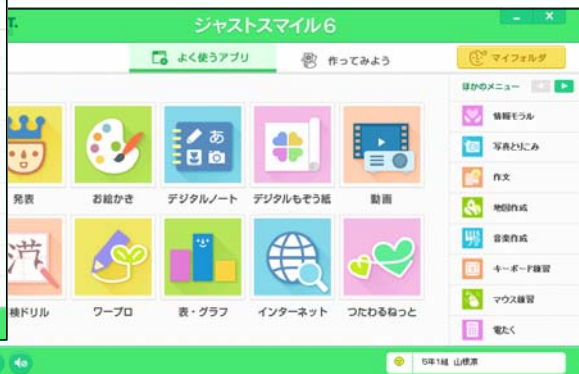 T.
ジャストスマイル6
よく使うアプリ
作ってみよう
マイフォルダ
ほかのメニュー
情報モラル
写真とりこみ
作文
地図作成
音楽作成
キーボード練習
マウス練習
電たく
発表
お絵かき
デジタルノート
デジタルもぞう紙
動画
検ドリル
ワープロ
表・グラフ
インターネット
つたわるねっと
あ
漢
5年1組